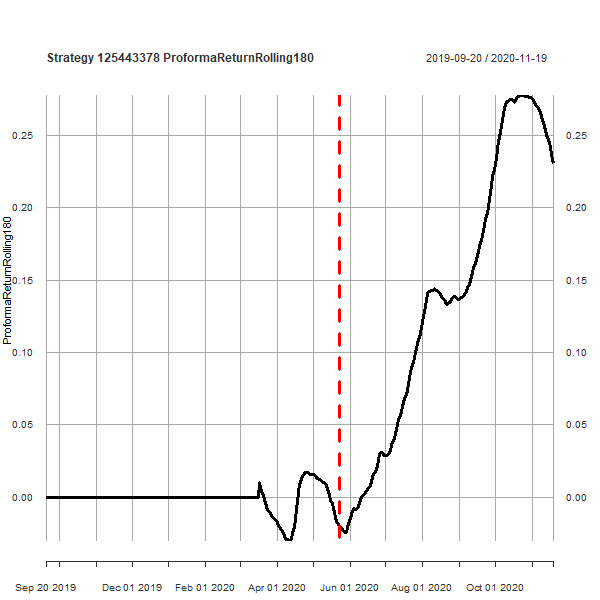 Strategy 125443378 ProformaReturnRolling180
2019-09-20 / 2020-11-19
ProformaReturnRolling180
0.25
0.20
0.15
0.10
0.05
0.00
0.25
0.20
0.15
0.10
0.05
0.00
Sep 20 2019
Dec 01 2019
Feb 01 2020
Apr 01 2020
Jun 01 2020
Aug 01 2020
Oct 01 2020